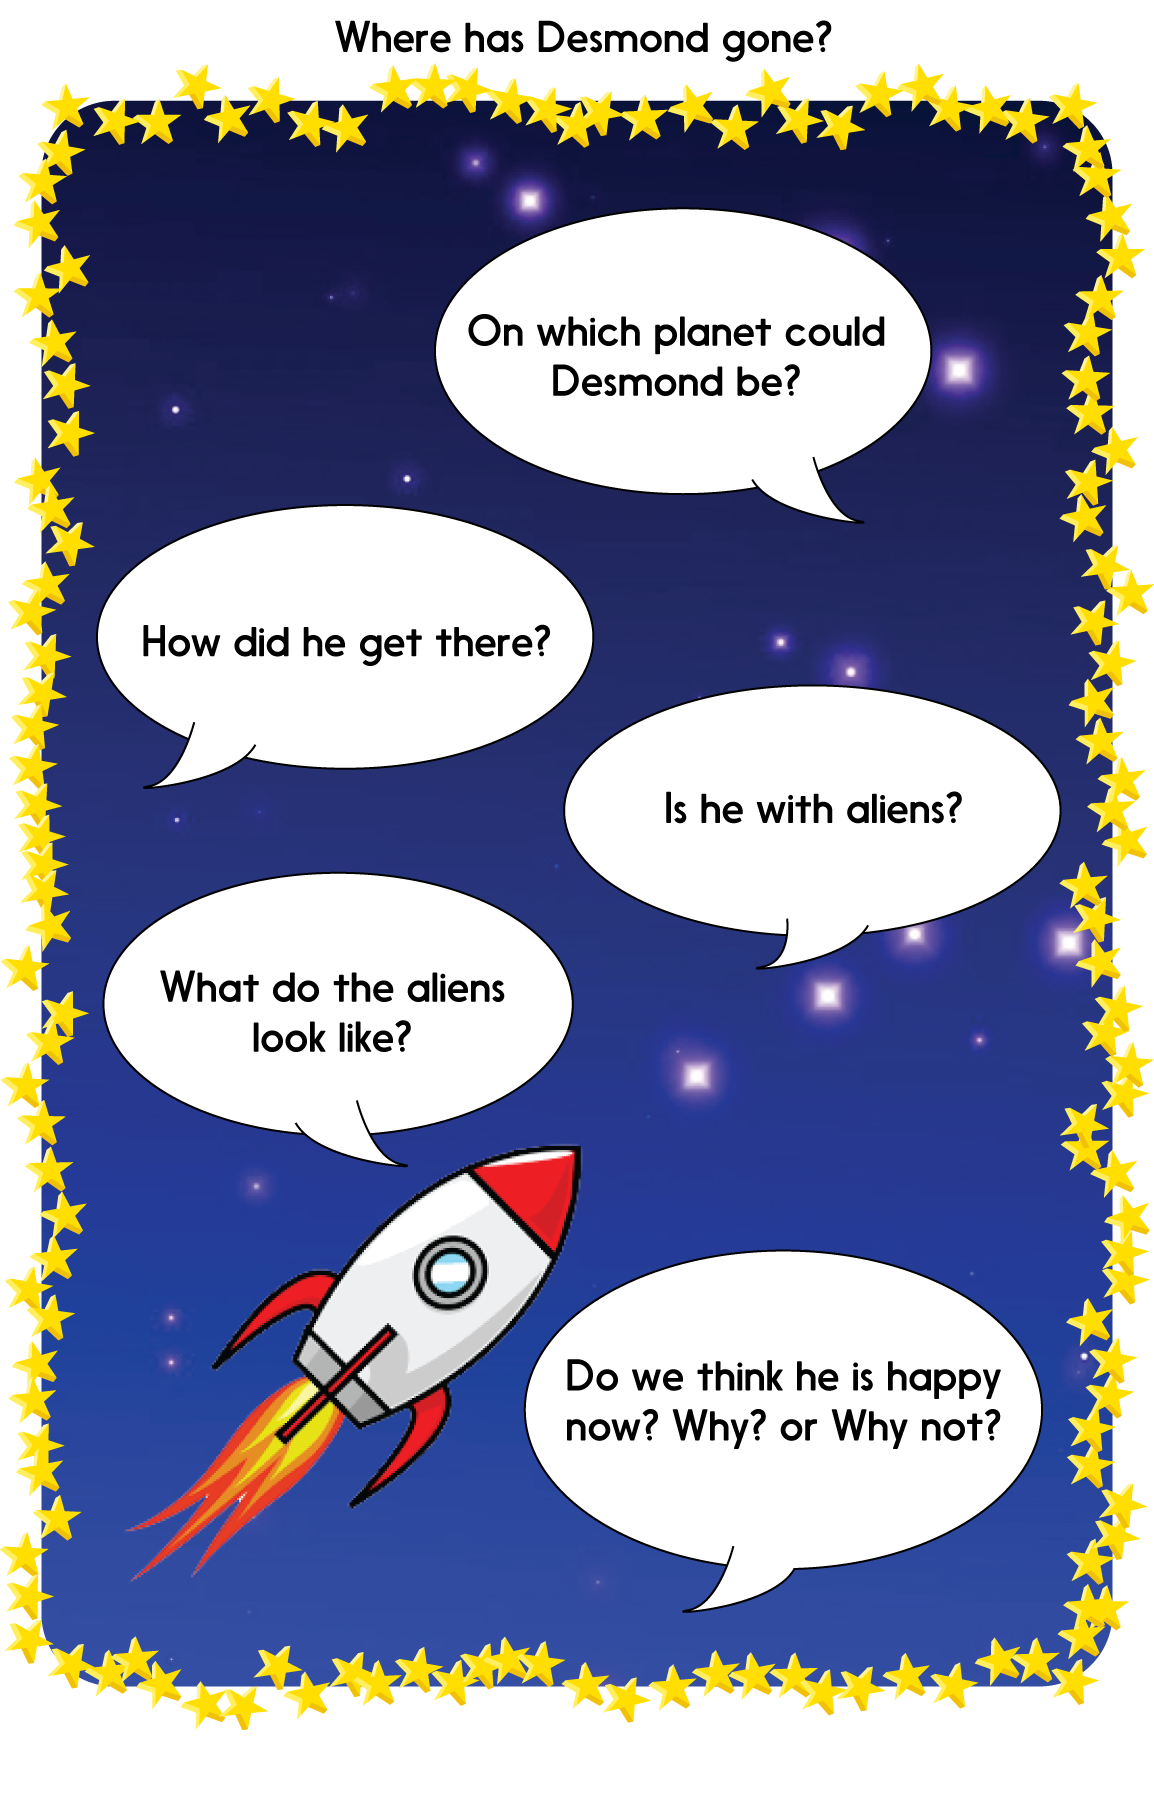 Where has Desmond gone?
On which planet could
Desmond be?
How did he get there?
Is he with aliens?
What do the aliens
look like?
Do we think he is happy
now? Why? or Why not?